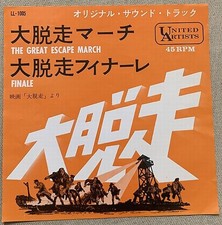 LL-1005
オリジナル・サウンド・トラック
大脱走マーチ
THE GREAT ESCAPE MARCH
UNITED ARTISTS
45 RPM
大脱走フィナーレ
FINALE
映画「大脱走」より
大脱走